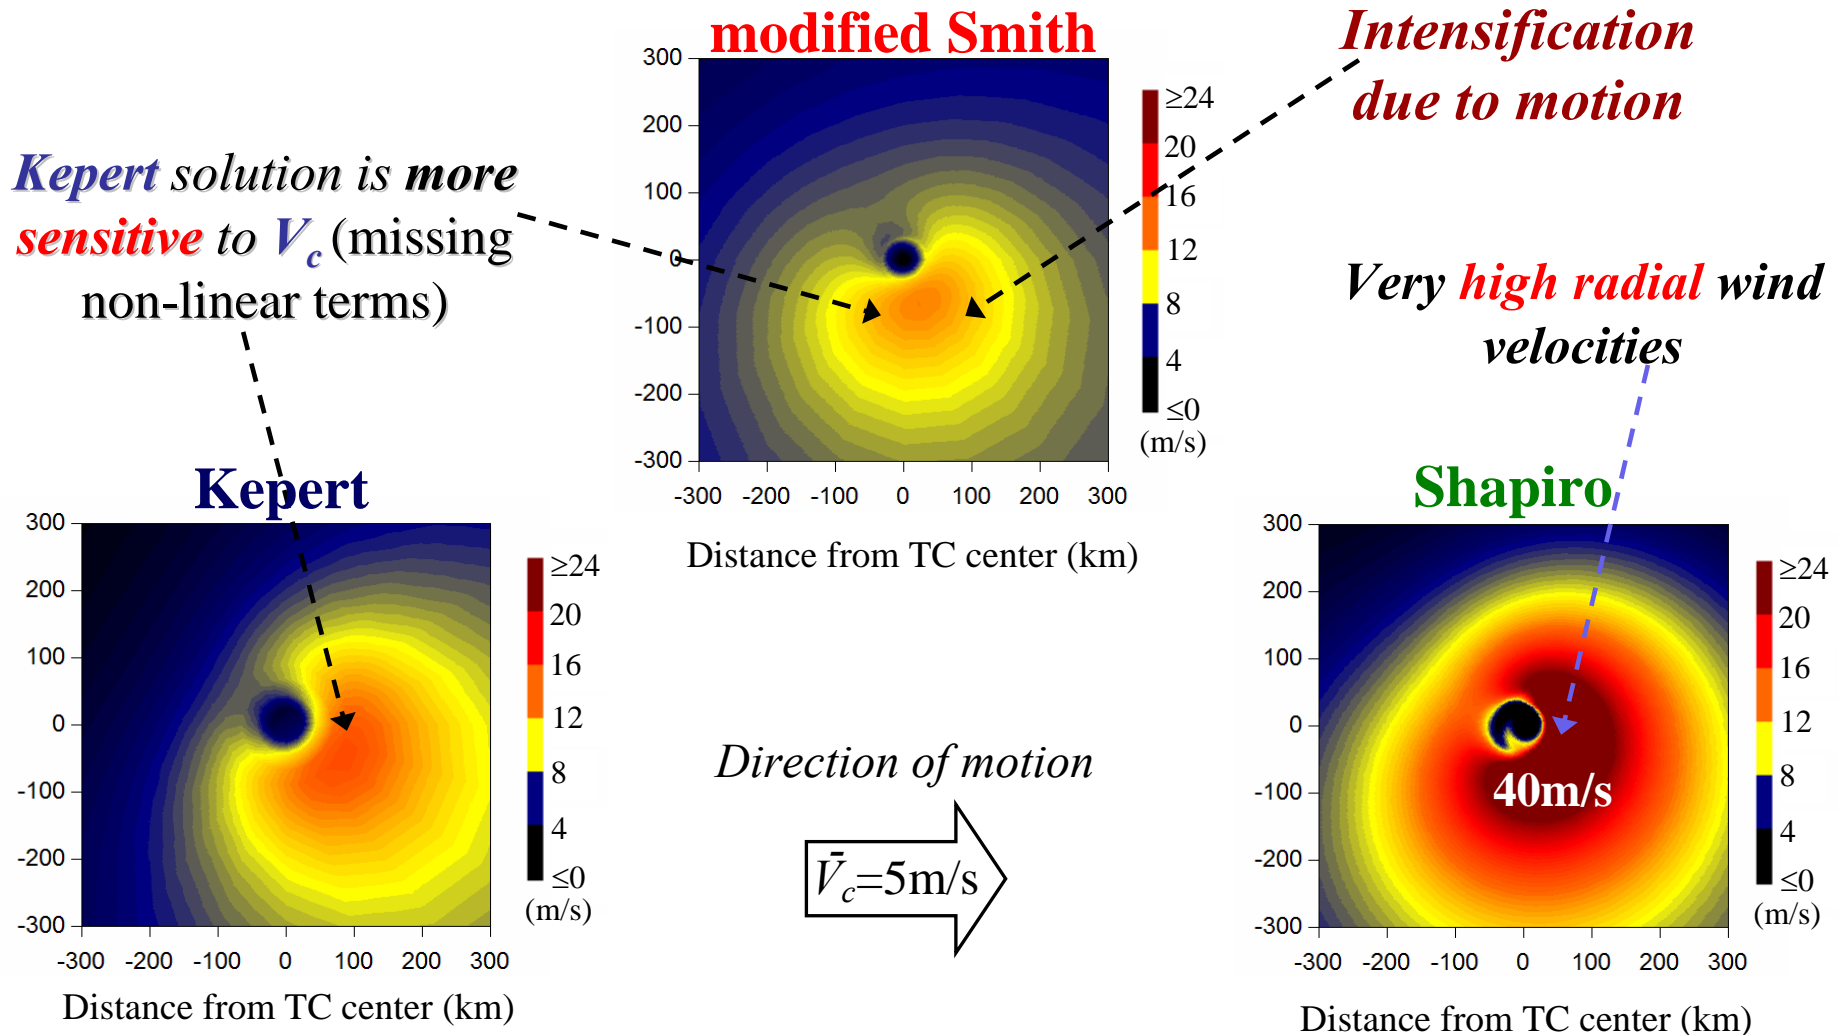 modified Smith
Intensification
due to motion
Kepert solution is more
sensitive to V_c (missing
non-linear terms)
Very high radial wind
velocities
300
200
100
0
-100
-200
-300
-300 -200 -100 0 100 200 300
Distance from TC center (km)
≥24
20
16
12
8
4
≤0
(m/s)
Kepert
300
200
100
0
-100
-200
-300
-300 -200 -100 0 100 200 300
Distance from TC center (km)
≥24
20
16
12
8
4
≤0
(m/s)
Direction of motion
V̄_c=5m/s
Shapiro
300
200
100
0
-100
-200
-300
40m/s
-300 -200 -100 0 100 200 300
Distance from TC center (km)
≥24
20
16
12
8
4
≤0
(m/s)